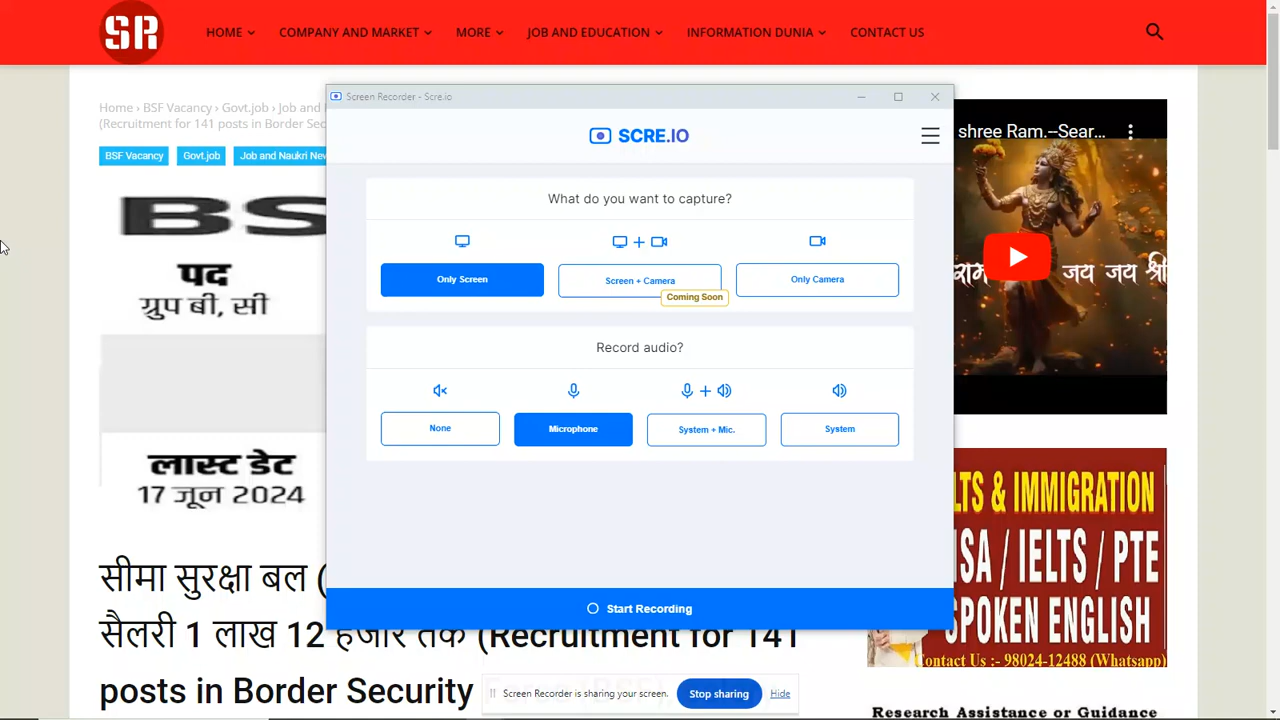 SR
HOME
COMPANY AND MARKET
MORE
JOB AND EDUCATION
INFORMATION DUNIA
CONTACT US
Home › BSF Vacancy › Govt.job › Job and
(Recruitment for 141 posts in Border Sec
BSF Vacancy
Govt.job
Job and Naukri Nev
BS
पद
ग्रुप बी, सी
लास्ट डेट
17 जून 2024
सीमा सुरक्षा बल (
सैलरी 1 लाख 12 हजार तक (Recruitment for 141
posts in Border Security
Screen Recorder - Scre.io
SCRE.IO
What do you want to capture?
Only Screen
Screen + Camera
Only Camera
Coming Soon
Record audio?
None
Microphone
System + Mic.
System
Start Recording
Screen Recorder is sharing your screen.
Stop sharing
Hide
shree Ram.--Sear...
जय जय श्री
LTS & IMMIGRATION
ISA / IELTS / PTE
SPOKEN ENGLISH
Contact Us :- 98024-12488 (Whatsapp)
Research Assistance or Guidance